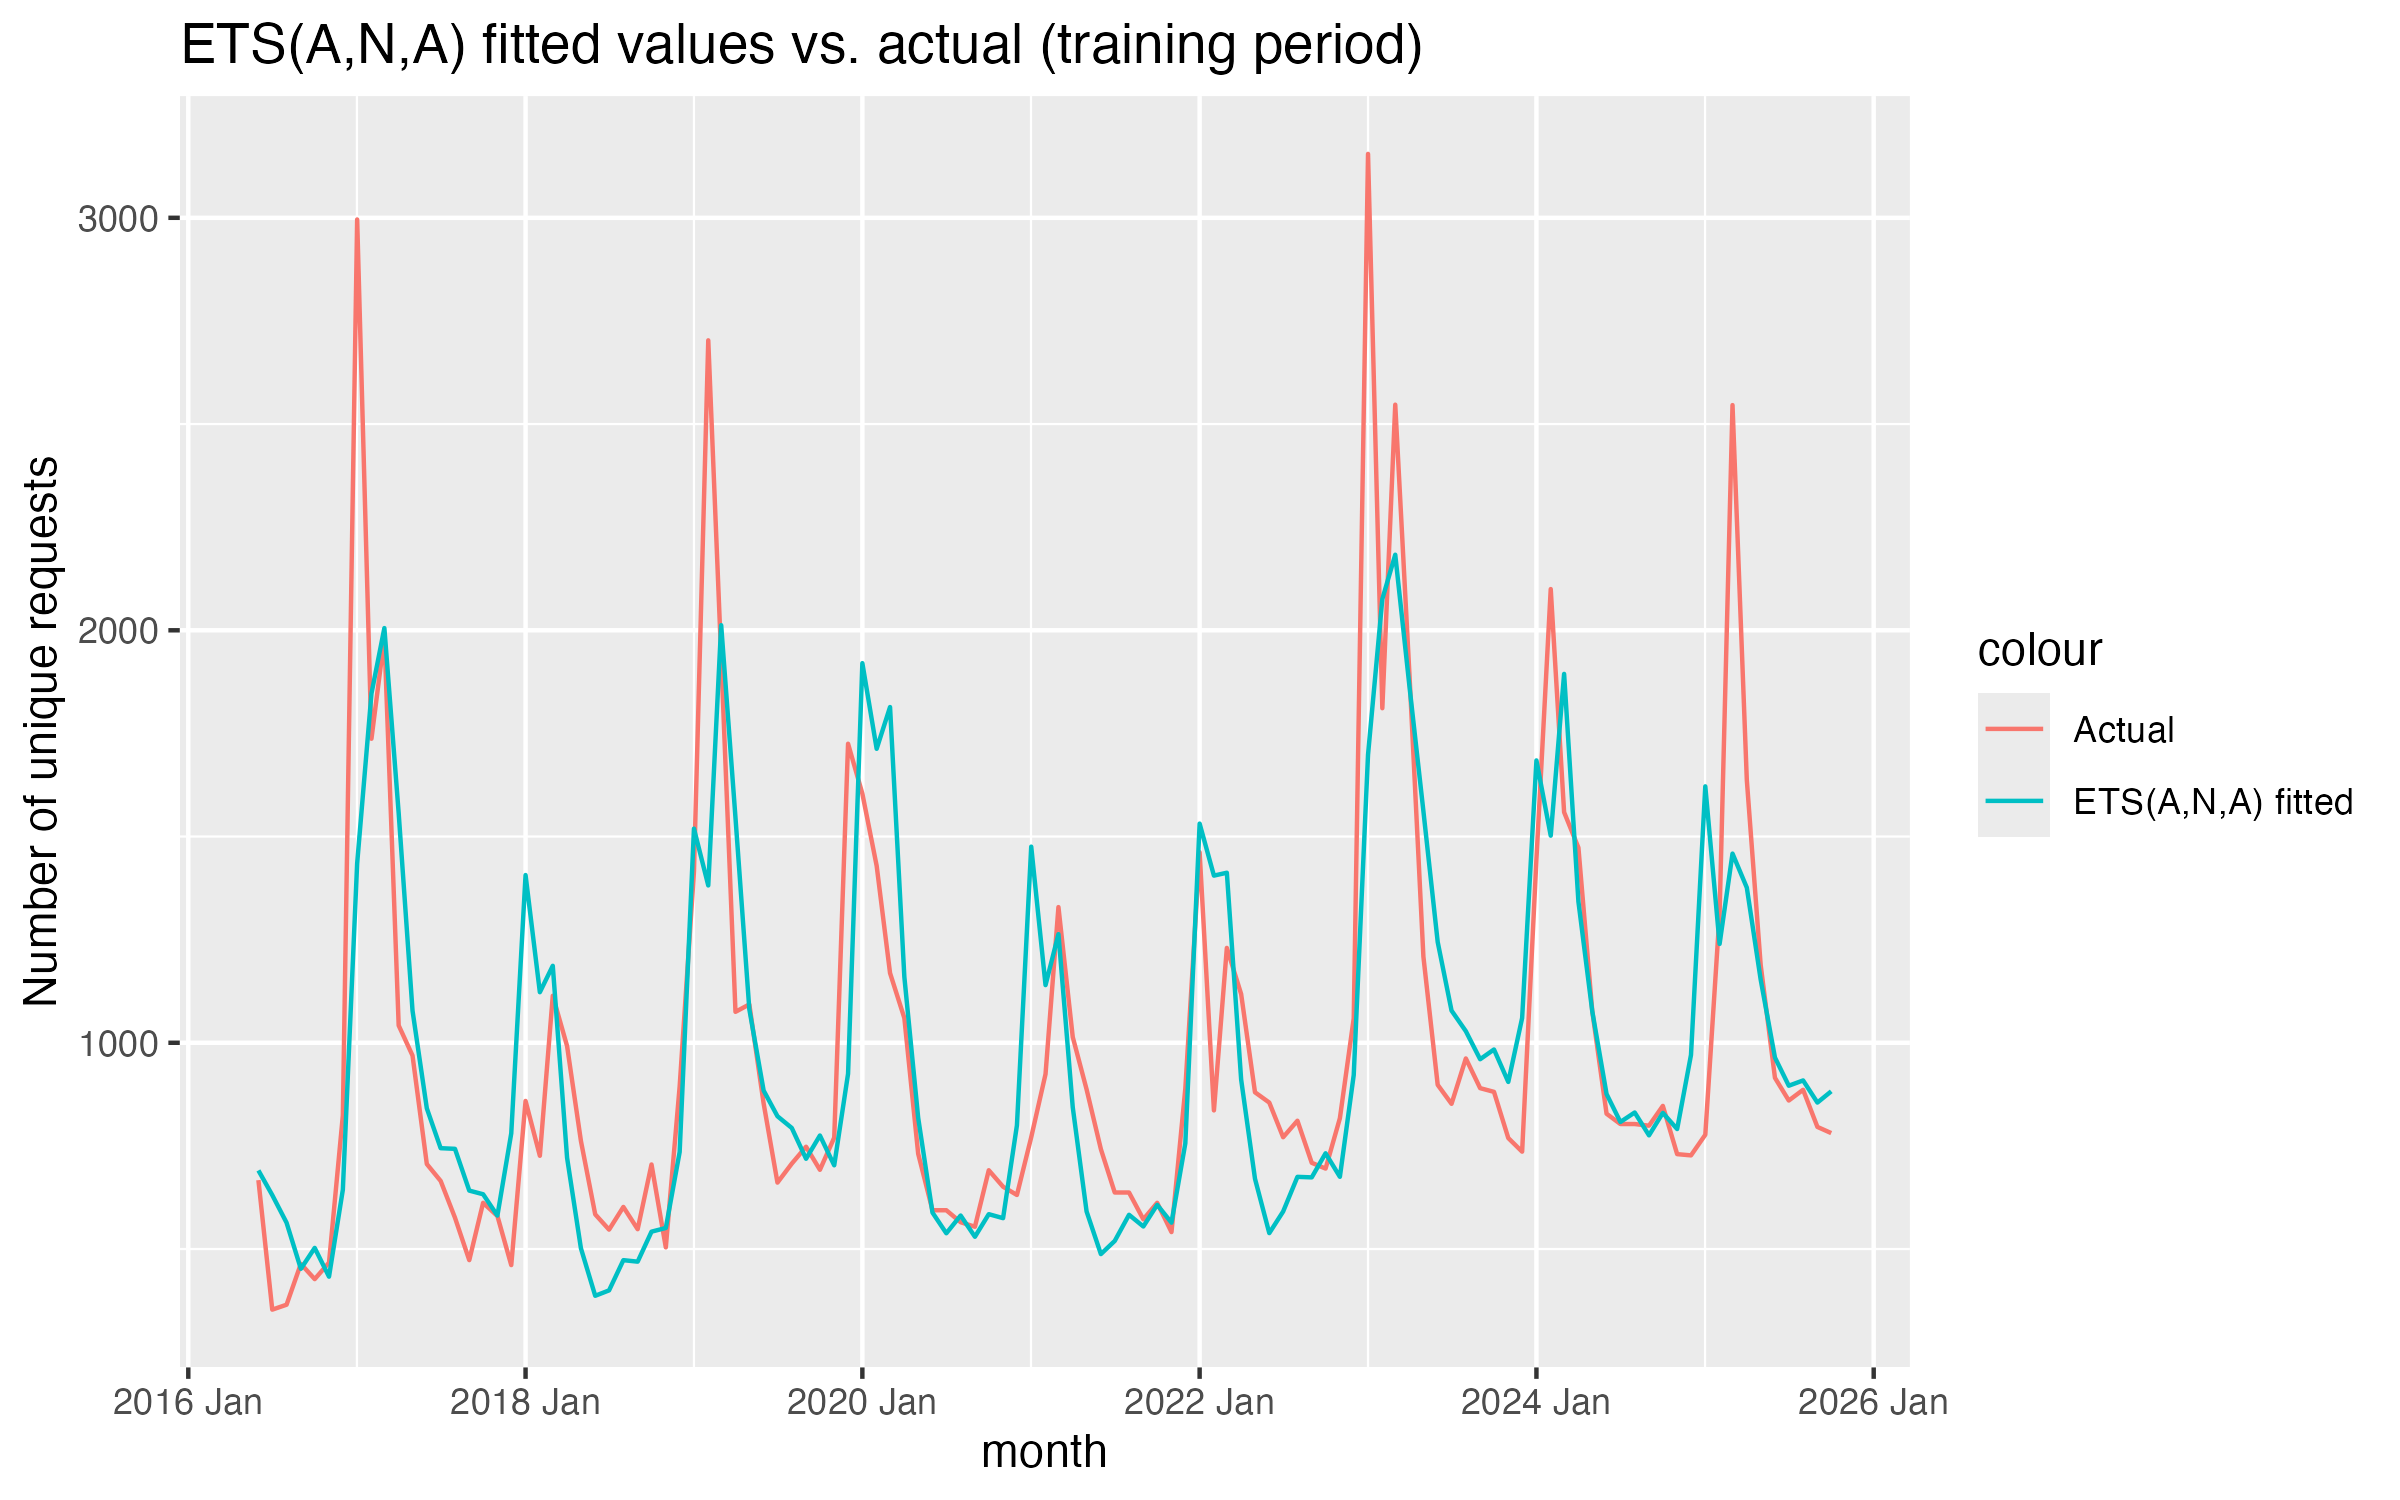 ETS(A,N,A) fitted values vs. actual (training period)
Number of unique requests
3000
2000
1000
2016 Jan
2018 Jan
2020 Jan
2022 Jan
2024 Jan
2026 Jan
month
colour
Actual
ETS(A,N,A) fitted